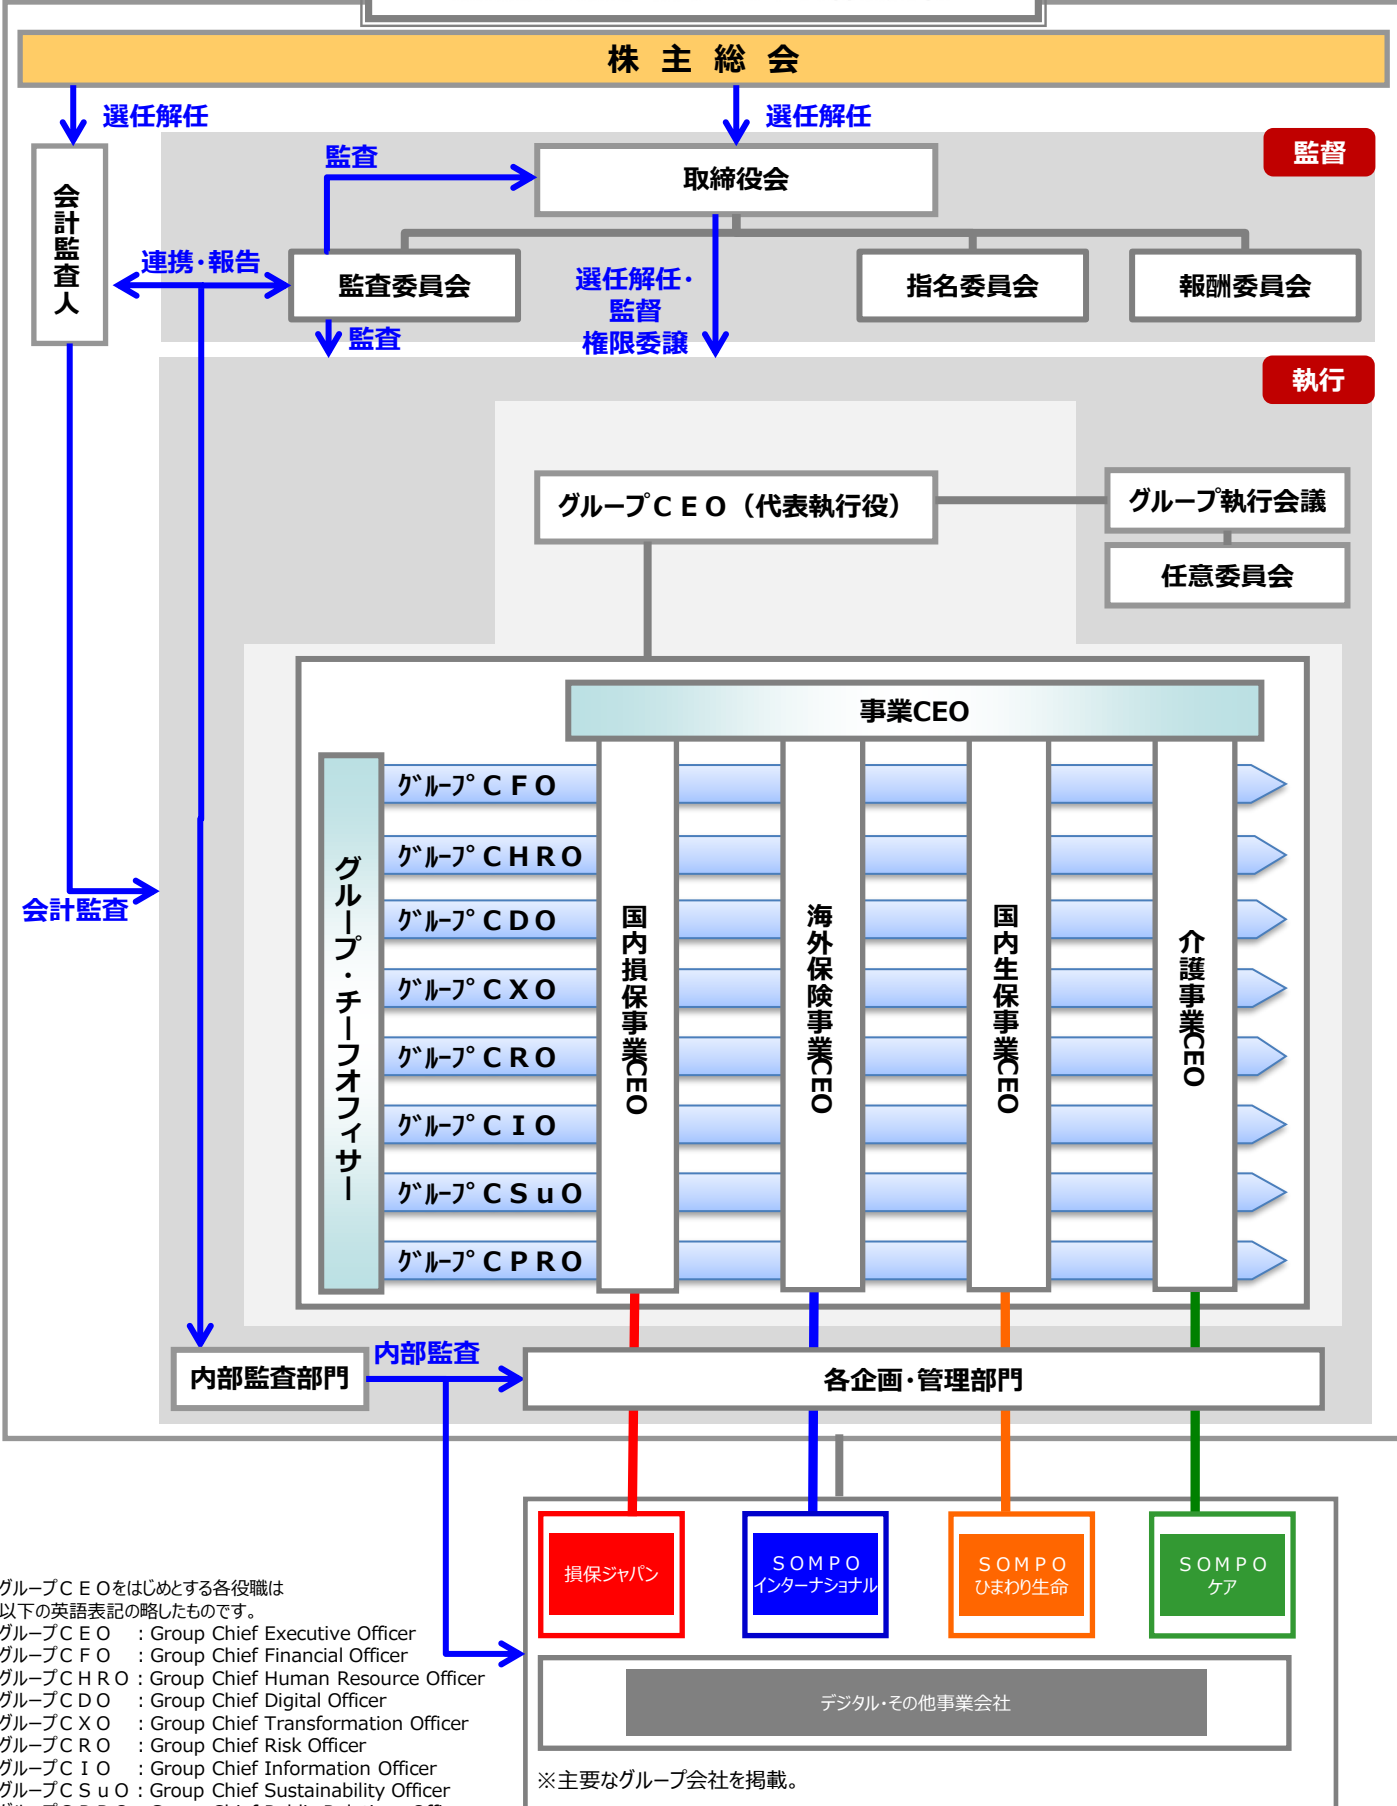 株主総会
選任解任
選任解任
監督
会計監査人
監査
取締役会
連携・報告
監査委員会
選任解任・
監督
権限委譲
指名委員会
報酬委員会
監査
執行
グループＣＥＯ（代表執行役）
グループ執行会議
任意委員会
事業CEO
グループ・チーフオフィサー
ｸﾞﾙｰﾌﾟＣＦＯ
ｸﾞﾙｰﾌﾟＣＨＲＯ
ｸﾞﾙｰﾌﾟＣＤＯ
ｸﾞﾙｰﾌﾟＣＸＯ
ｸﾞﾙｰﾌﾟＣＲＯ
ｸﾞﾙｰﾌﾟＣＩＯ
ｸﾞﾙｰﾌﾟＣＳｕＯ
ｸﾞﾙｰﾌﾟＣＰＲＯ
国内損保事業CEO
海外保険事業CEO
国内生保事業CEO
介護事業CEO
会計監査
内部監査部門
内部監査
各企画・管理部門
損保ジャパン
ＳＯＭＰＯ
インターナショナル
ＳＯＭＰＯ
ひまわり生命
ＳＯＭＰＯ
ケア
デジタル・その他事業会社
※主要なグループ会社を掲載。
グループＣＥＯをはじめとする各役職は
以下の英語表記の略したものです。
グループＣＥＯ：Group Chief Executive Officer
グループＣＦＯ：Group Chief Financial Officer
グループＣＨＲＯ：Group Chief Human Resource Officer
グループＣＤＯ：Group Chief Digital Officer
グループＣＸＯ：Group Chief Transformation Officer
グループＣＲＯ：Group Chief Risk Officer
グループＣＩＯ：Group Chief Information Officer
グループＣＳｕＯ：Group Chief Sustainability Officer